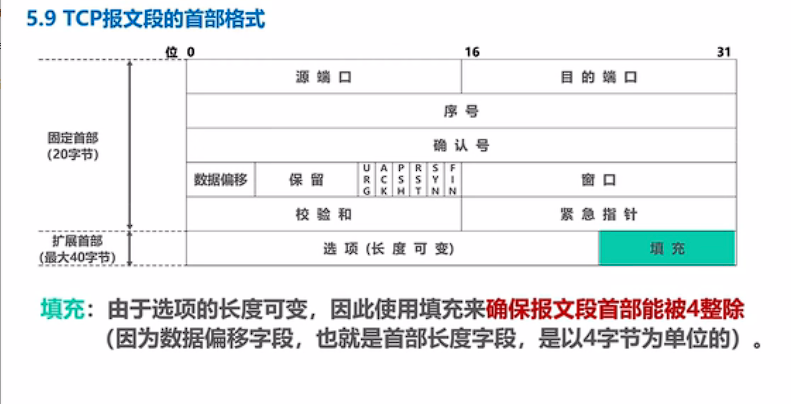 5.9 TCP报文段的首部格式
位 0 16 31
源端口 目的端口
序号
固定首部
(20字节)
确认号
数据偏移 保留 URG ACK PSH RST SYN FIN 窗口
校验和 紧急指针
扩展首部
(最大40字节)
选项(长度可变) 填充
填充：由于选项的长度可变，因此使用填充来确保报文段首部能被4整除
（因为数据偏移字段，也就是首部长度字段，是以4字节为单位的）。